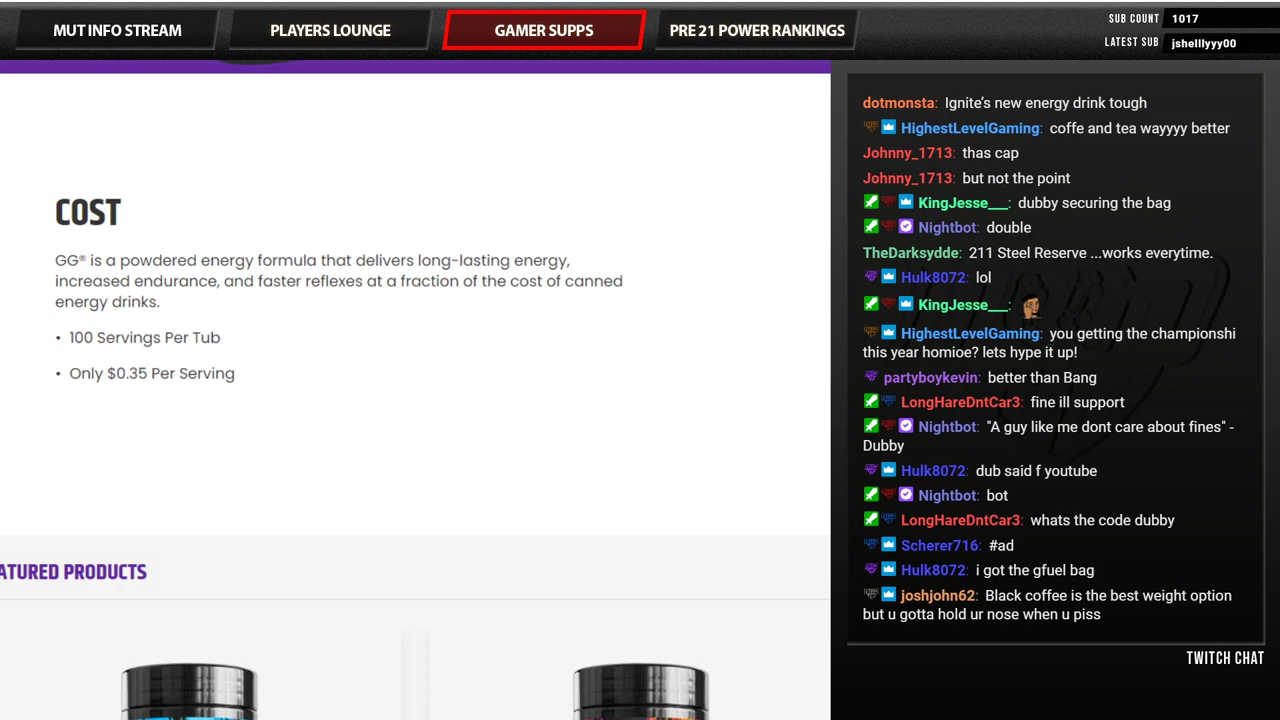 MUT INFO STREAM
PLAYERS LOUNGE
GAMER SUPPS
PRE 21 POWER RANKINGS
SUB COUNT 1017
LATEST SUB jshelllyyy00
COST
GG® is a powdered energy formula that delivers long-lasting energy,
increased endurance, and faster reflexes at a fraction of the cost of canned
energy drinks.
• 100 Servings Per Tub
• Only $0.35 Per Serving
ATURED PRODUCTS
dotmonsta: Ignite's new energy drink tough
HighestLevelGaming: coffe and tea wayyyy better
Johnny_1713: thas cap
Johnny_1713: but not the point
KingJesse___: dubby securing the bag
Nightbot: double
TheDarksydde: 211 Steel Reserve ...works everytime.
Hulk8072: lol
KingJesse___:
HighestLevelGaming: you getting the championshi
this year homioe? lets hype it up!
partyboykevin: better than Bang
LongHareDntCar3: fine ill support
Nightbot: "A guy like me dont care about fines" -
Dubby
Hulk8072: dub said f youtube
Nightbot: bot
LongHareDntCar3: whats the code dubby
Scherer716: #ad
Hulk8072: i got the gfuel bag
joshjohn62: Black coffee is the best weight option
but u gotta hold ur nose when u piss
TWITCH CHAT